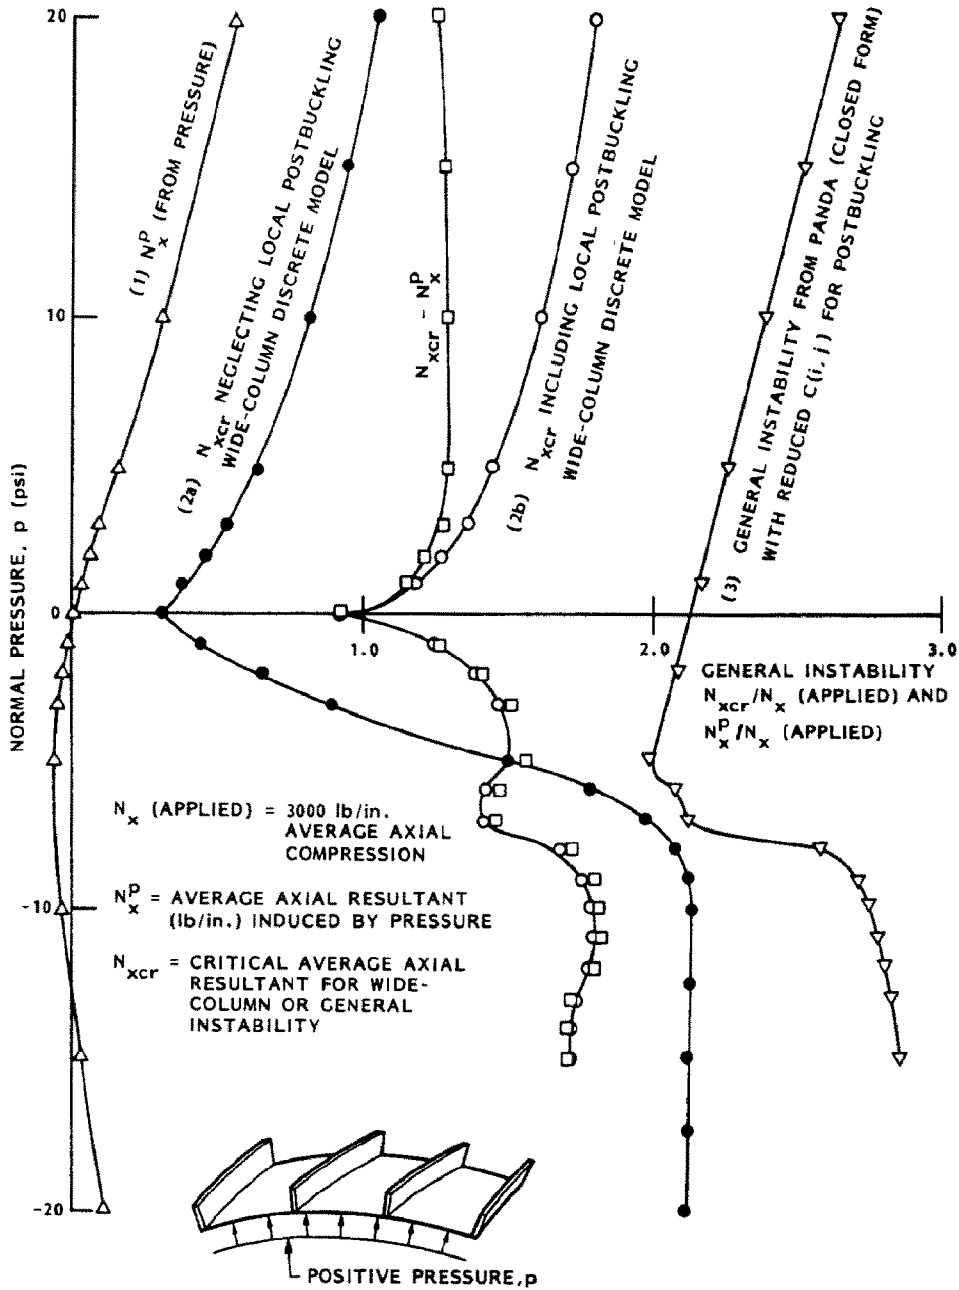 20
10
0
-10
-20
1.0
2.0
3.0
NORMAL PRESSURE, p (psi)
(1) N_x^P (FROM PRESSURE)
(2a) N_xcr NEGLECTING LOCAL POSTBUCKLING
WIDE-COLUMN DISCRETE MODEL
N_xcr - N_x^P
(2b) N_xcr INCLUDING LOCAL POSTBUCKLING
WIDE-COLUMN DISCRETE MODEL
(3) GENERAL INSTABILITY FROM PANDA (CLOSED FORM)
WITH REDUCED C(i, j) FOR POSTBUCKLING
GENERAL INSTABILITY
N_xcr/N_x (APPLIED) AND
N_x^P/N_x (APPLIED)
N_x (APPLIED) = 3000 lb/in.
AVERAGE AXIAL
COMPRESSION
N_x^P = AVERAGE AXIAL RESULTANT
(lb/in.) INDUCED BY PRESSURE
N_xcr = CRITICAL AVERAGE AXIAL
RESULTANT FOR WIDE-
COLUMN OR GENERAL
INSTABILITY
POSITIVE PRESSURE, p